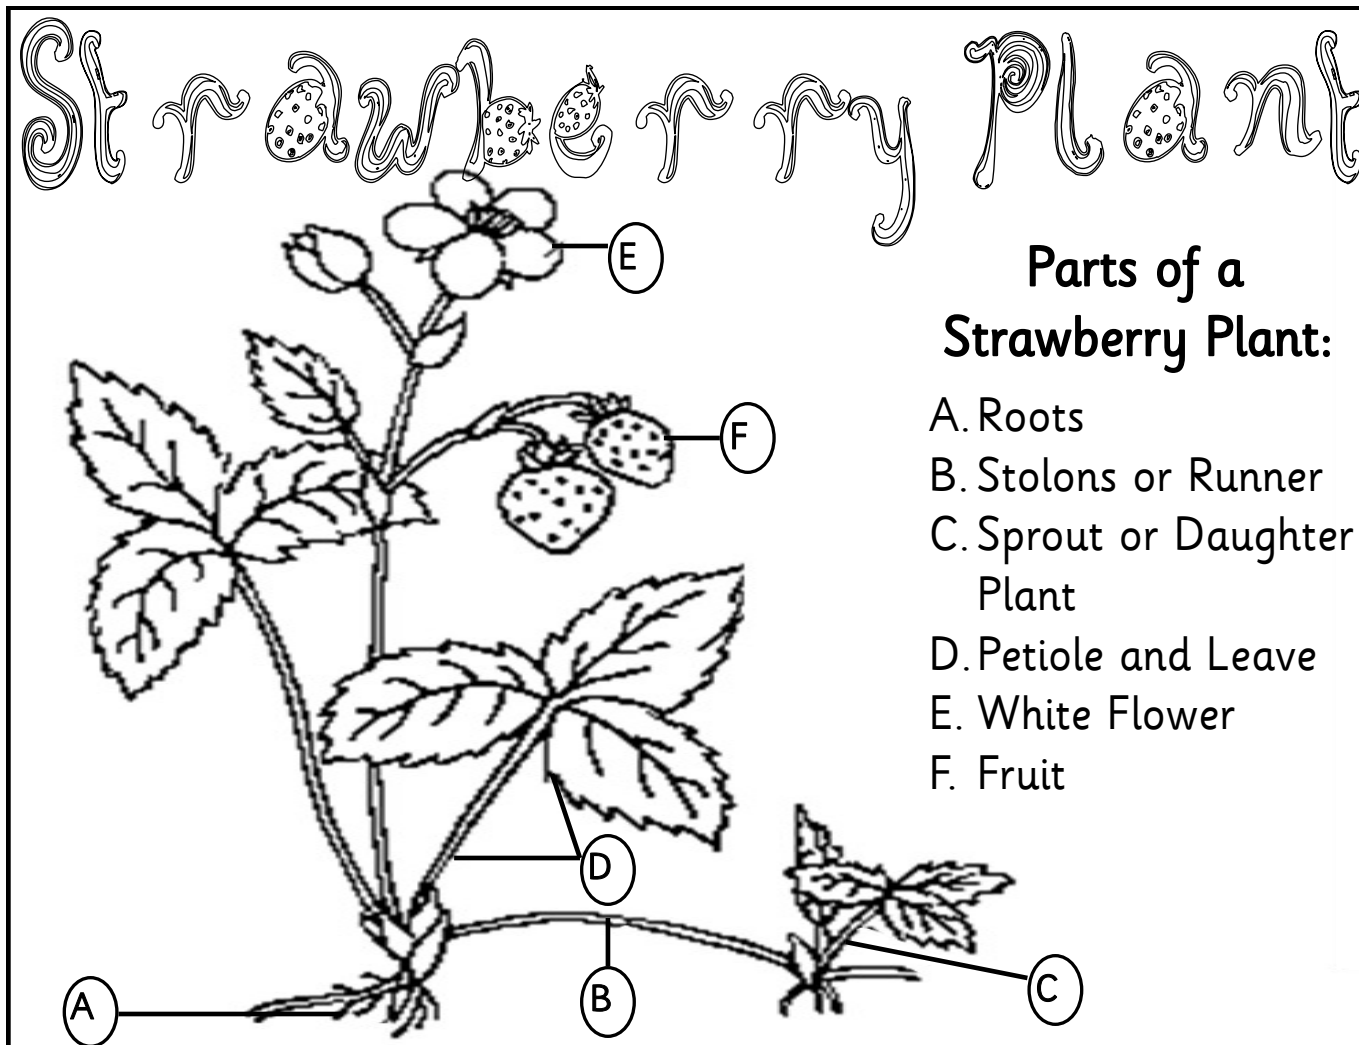 Strawberry Plant
E
Parts of a
Strawberry Plant:
F
A. Roots
B. Stolons or Runner
C. Sprout or Daughter
Plant
D. Petiole and Leave
E. White Flower
F. Fruit
D
A
B
C